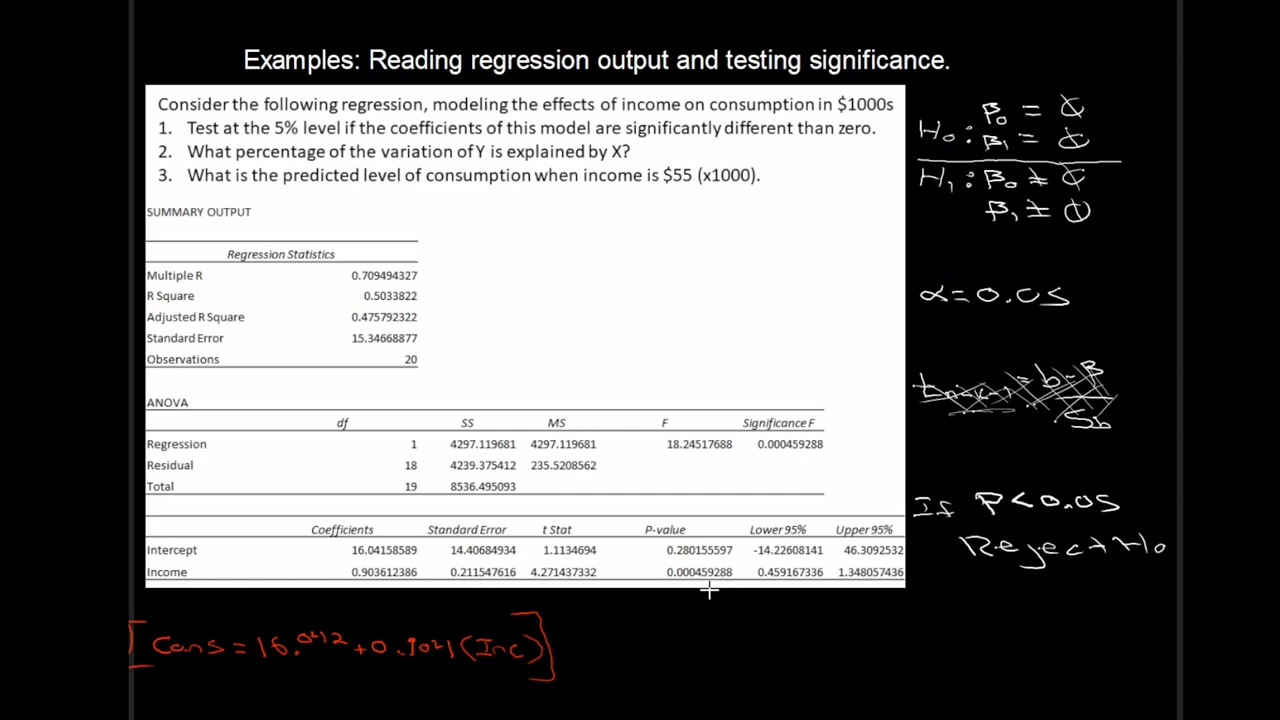 Examples: Reading regression output and testing significance.
Consider the following regression, modeling the effects of income on consumption in $1000s
1. Test at the 5% level if the coefficients of this model are significantly different than zero.
2. What percentage of the variation of Y is explained by X?
3. What is the predicted level of consumption when income is $55 (x1000).
SUMMARY OUTPUT
Regression Statistics
Multiple R 0.709494327
R Square 0.5033822
Adjusted R Square 0.475792322
Standard Error 15.34668877
Observations 20
ANOVA
df SS MS F Significance F
Regression 1 4297.119681 4297.119681 18.24517688 0.000459288
Residual 18 4239.375412 235.5208562
Total 19 8536.495093
Coefficients Standard Error t Stat P-value Lower 95% Upper 95%
Intercept 16.04158589 14.40684934 1.1134694 0.280155597 -14.22608141 46.3092532
Income 0.903612386 0.211547616 4.271437332 0.000459288 0.459167336 1.348057436
H₀: β₀ = 0
β₁ = 0
H₁: β₀ ≠ 0
β₁ ≠ 0
α=0.05
= b-β
Sb
If P<0.05
Reject H₀
Cons = 16.0412 + (Inc)